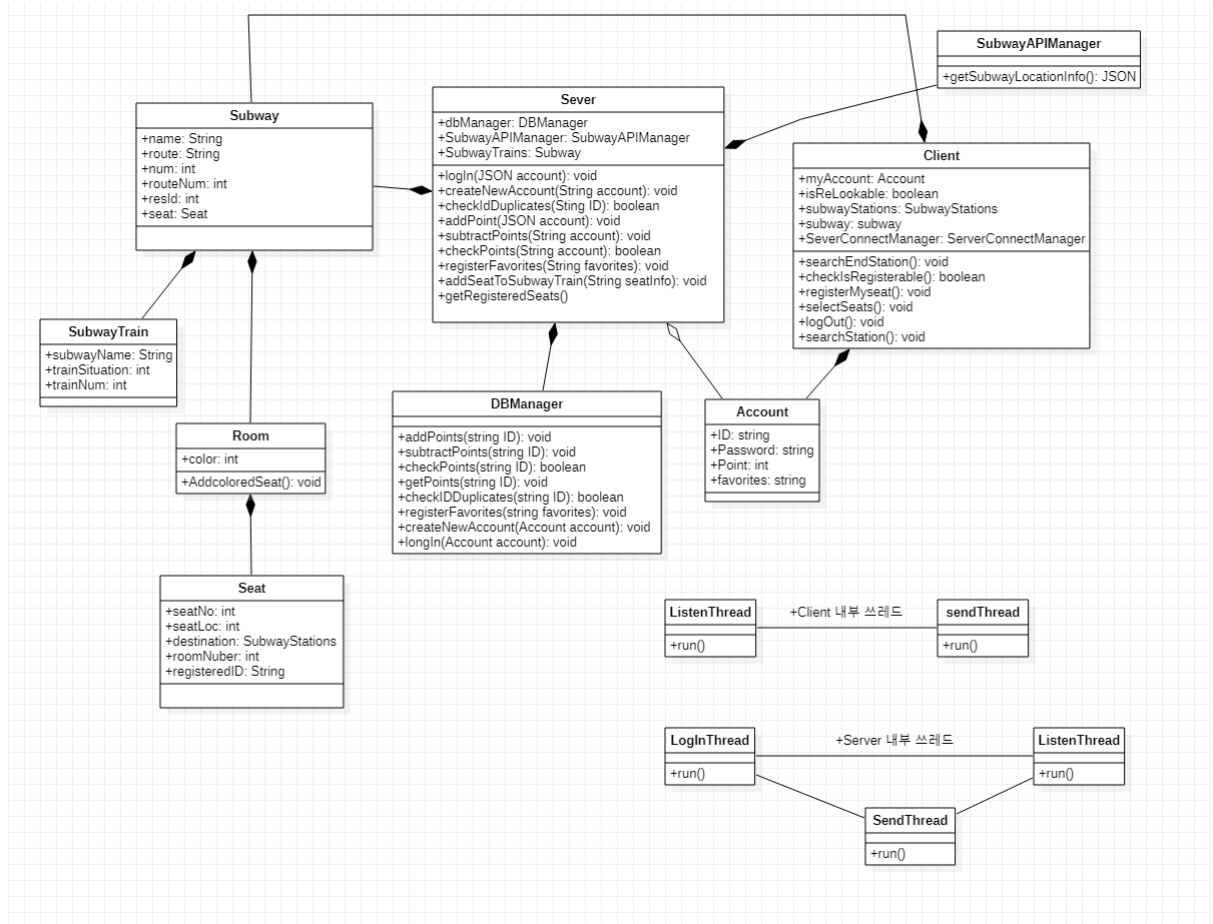 SubwayAPIManager
+getSubwayLocationInfo(): JSON
Subway
+name: String
+route: String
+num: int
+routeNum: int
+resId: int
+seat: Seat
Sever
+dbManager: DBManager
+SubwayAPIManager: SubwayAPIManager
+SubwayTrains: Subway
+logIn(JSON account): void
+createNewAccount(String account): void
+checkIdDuplicates(Sting ID): boolean
+addPoint(JSON account): void
+subtractPoints(String account): void
+checkPoints(String account): boolean
+registerFavorites(String favorites): void
+addSeatToSubwayTrain(String seatInfo): void
+getRegisteredSeats()
Client
+myAccount: Account
+isReLookable: boolean
+subwayStations: SubwayStations
+subway: subway
+SeverConnectManager: ServerConnectManager
+searchEndStation(): void
+checkIsRegisterable(): boolean
+registerMyseat(): void
+selectSeats(): void
+logOut(): void
+searchStation(): void
SubwayTrain
+subwayName: String
+trainSituation: int
+trainNum: int
Room
+color: int
+AddcoloredSeat(): void
DBManager
+addPoints(string ID): void
+subtractPoints(string ID): void
+checkPoints(string ID): boolean
+getPoints(string ID): void
+checkIDDuplicates(string ID): boolean
+registerFavorites(string favorites): void
+createNewAccount(Account account): void
+longIn(Account account): void
Account
+ID: string
+Password: string
+Point: int
+favorites: string
Seat
+seatNo: int
+seatLoc: int
+destination: SubwayStations
+roomNuber: int
+registeredID: String
ListenThread
+run()
+Client 내부 쓰레드
sendThread
+run()
LogInThread
+run()
+Server 내부 쓰레드
ListenThread
+run()
SendThread
+run()